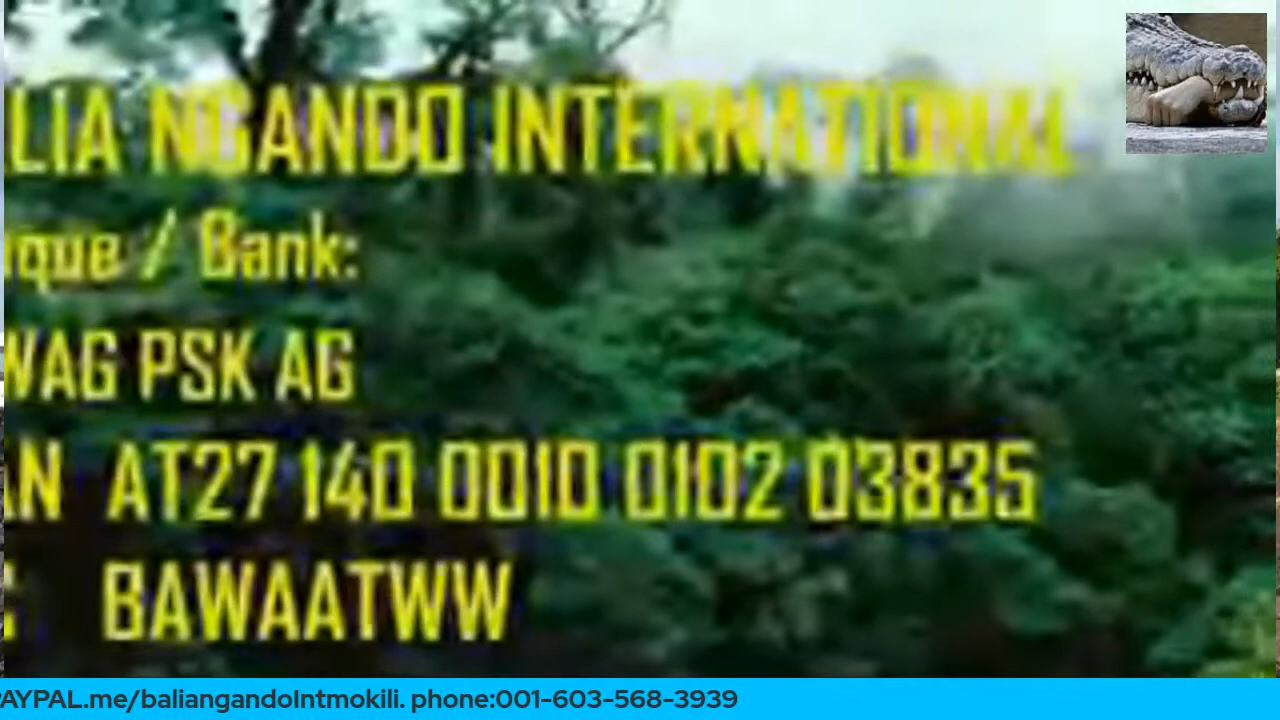 LIA NGANDO INTERNATIONAL
ique / Bank:
WAG PSK AG
AN AT27 140 0010 0102 03835
BAWAATWW
PAYPAL.me/baliangandoIntmokili. phone:001-603-568-3939